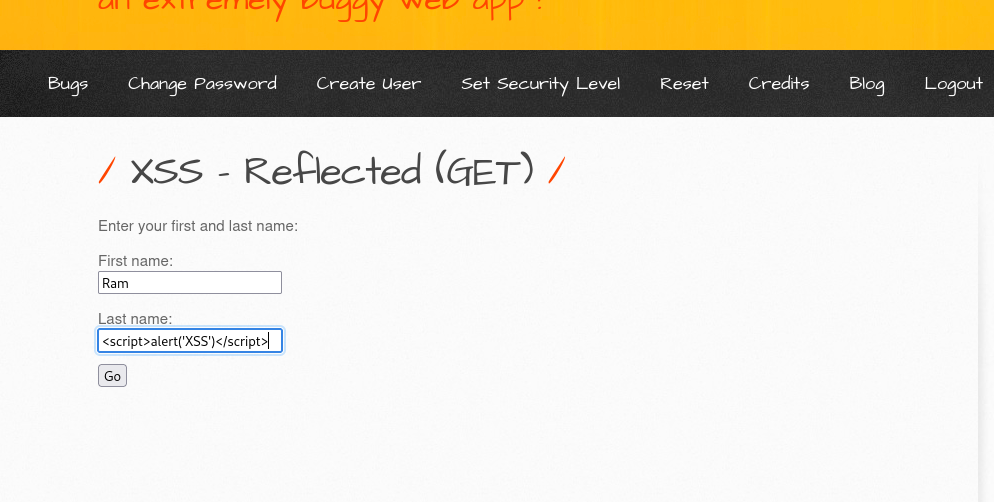 an extremely buggy web app !
Bugs Change Password Create User Set Security Level Reset Credits Blog Logout
/ XSS - Reflected (GET) /
Enter your first and last name:
First name:
Ram
Last name:
<script>alert('XSS')</script>
Go